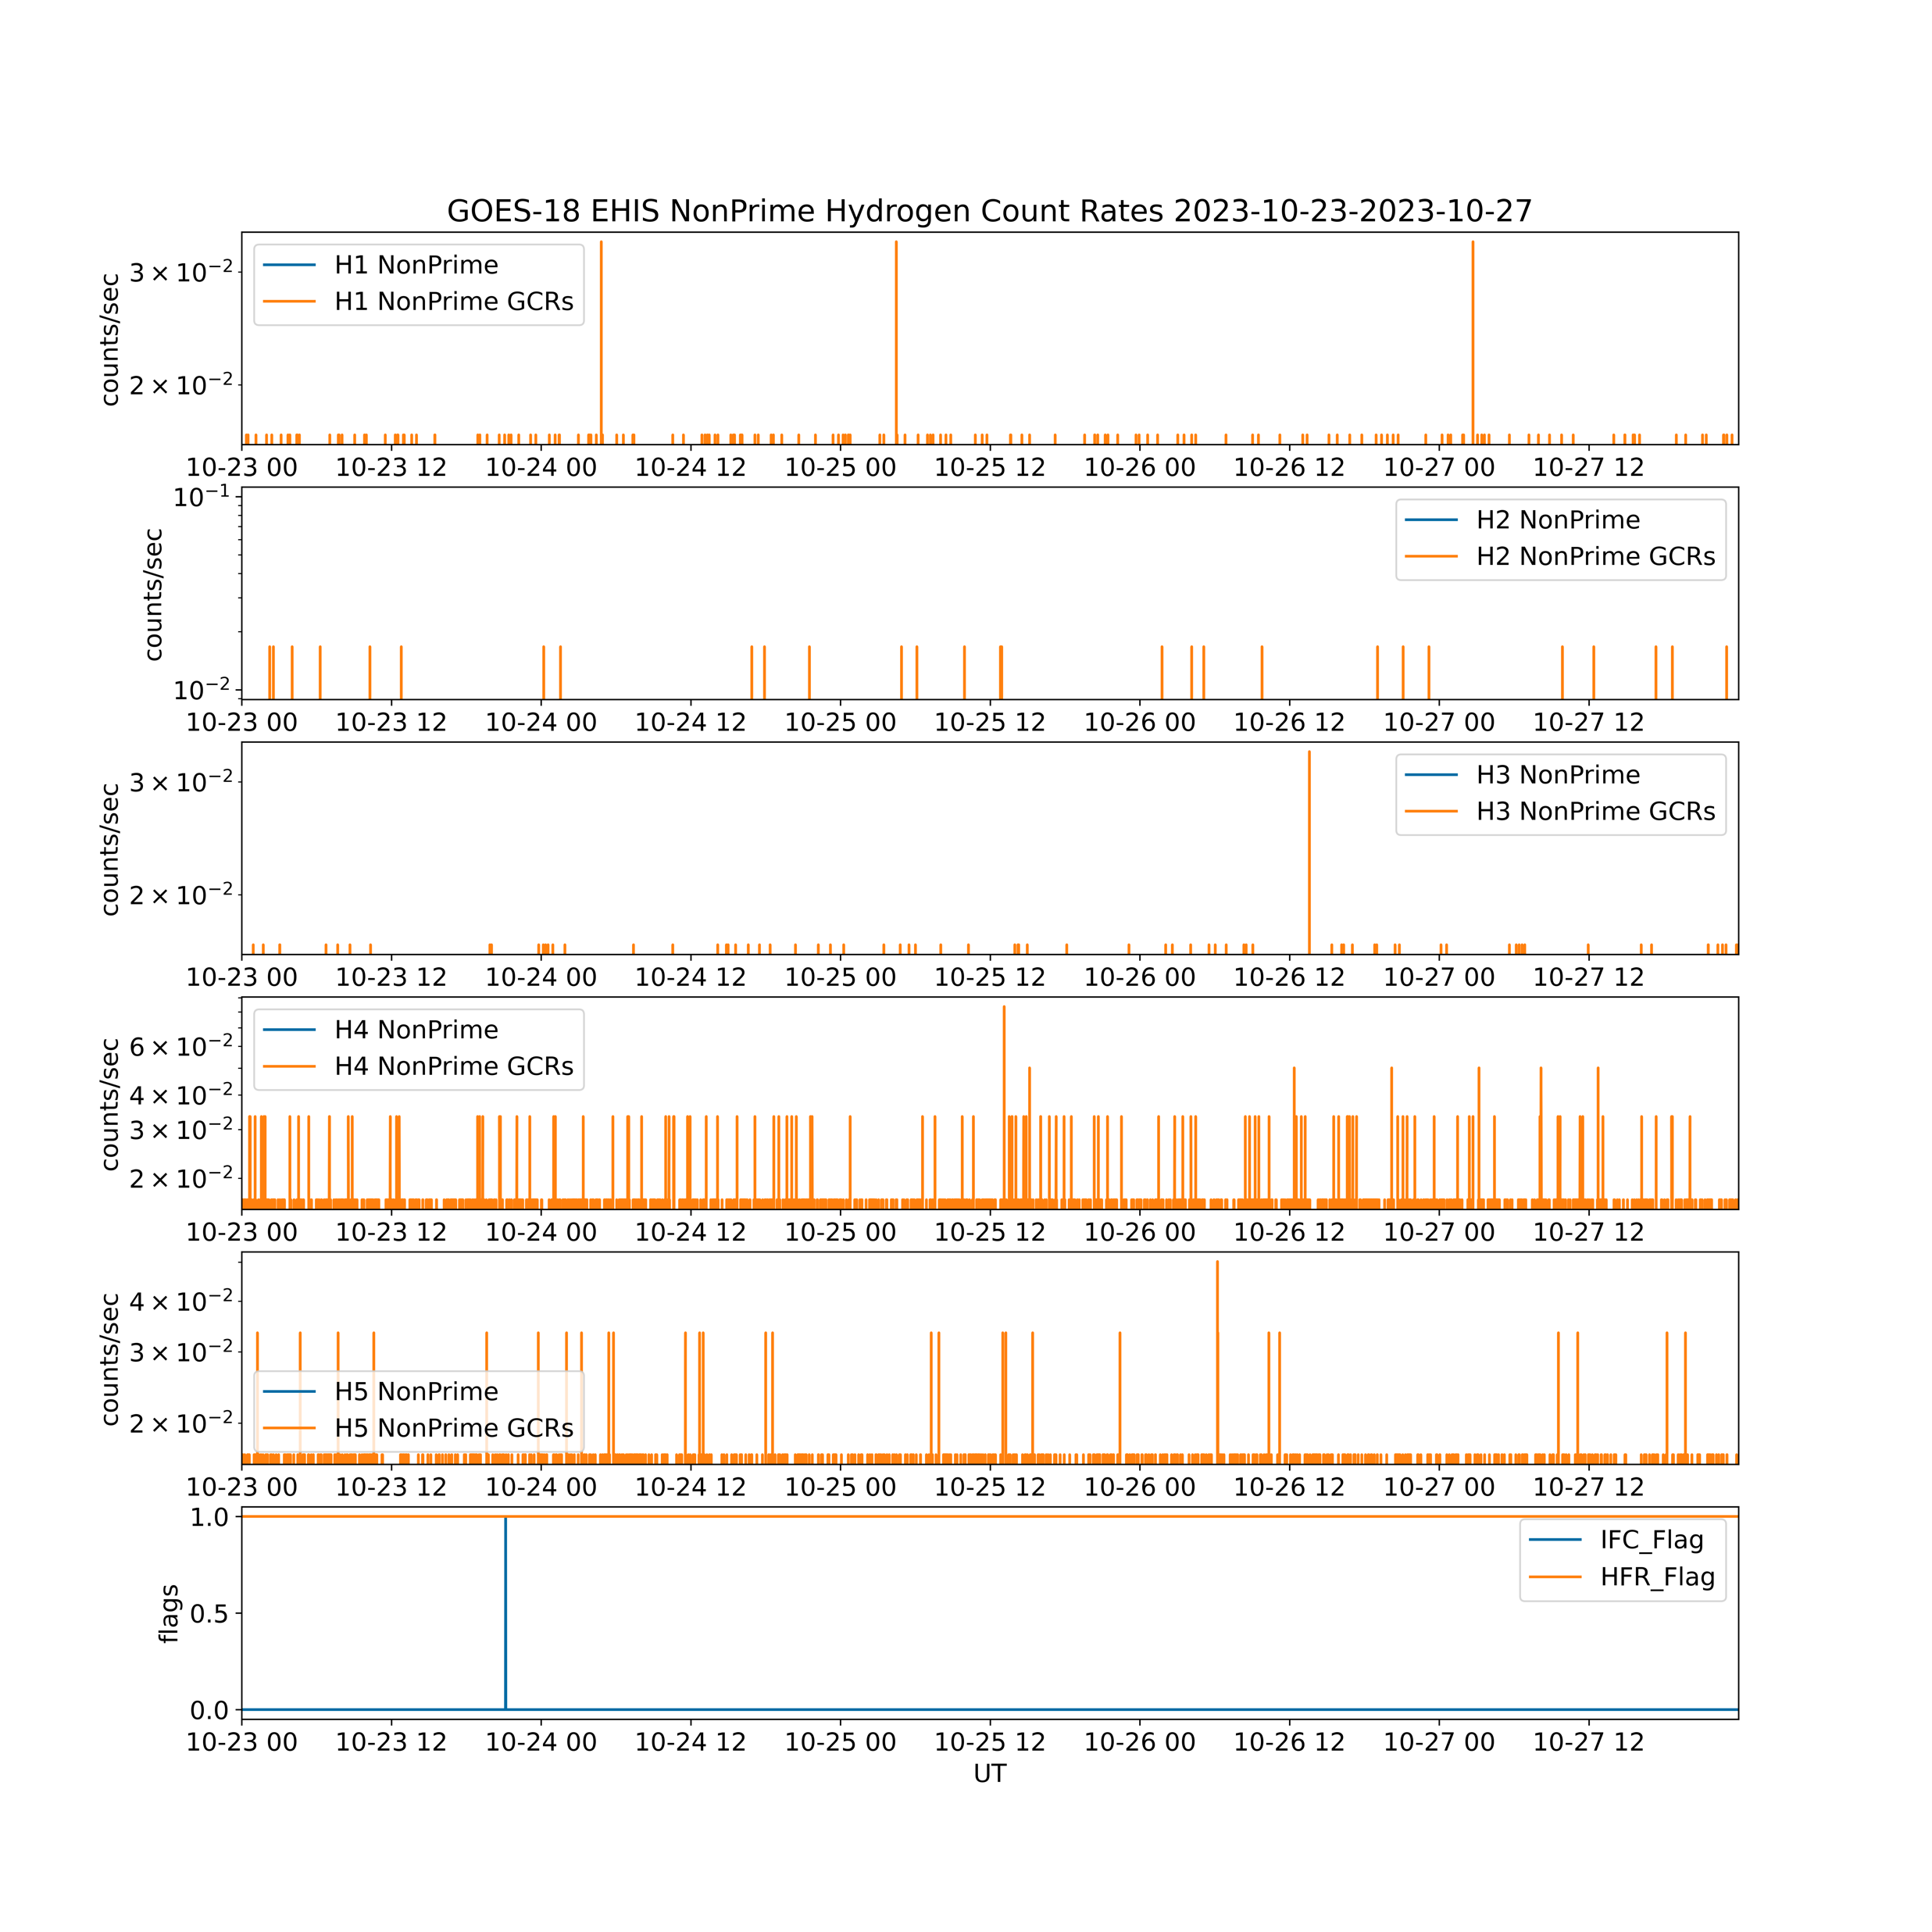 GOES-18 EHIS NonPrime Hydrogen Count Rates 2023-10-23-2023-10-27
counts/sec
3 × 10⁻²
2 × 10⁻²
H1 NonPrime
H1 NonPrime GCRs
10-23 00 10-23 12 10-24 00 10-24 12 10-25 00 10-25 12 10-26 00 10-26 12 10-27 00 10-27 12
counts/sec
10⁻¹
10⁻²
H2 NonPrime
H2 NonPrime GCRs
10-23 00 10-23 12 10-24 00 10-24 12 10-25 00 10-25 12 10-26 00 10-26 12 10-27 00 10-27 12
counts/sec
3 × 10⁻²
2 × 10⁻²
H3 NonPrime
H3 NonPrime GCRs
10-23 00 10-23 12 10-24 00 10-24 12 10-25 00 10-25 12 10-26 00 10-26 12 10-27 00 10-27 12
counts/sec
6 × 10⁻²
4 × 10⁻²
3 × 10⁻²
2 × 10⁻²
H4 NonPrime
H4 NonPrime GCRs
10-23 00 10-23 12 10-24 00 10-24 12 10-25 00 10-25 12 10-26 00 10-26 12 10-27 00 10-27 12
counts/sec
4 × 10⁻²
3 × 10⁻²
2 × 10⁻²
H5 NonPrime
H5 NonPrime GCRs
10-23 00 10-23 12 10-24 00 10-24 12 10-25 00 10-25 12 10-26 00 10-26 12 10-27 00 10-27 12
flags
1.0
0.5
0.0
IFC_Flag
HFR_Flag
10-23 00 10-23 12 10-24 00 10-24 12 10-25 00 10-25 12 10-26 00 10-26 12 10-27 00 10-27 12
UT